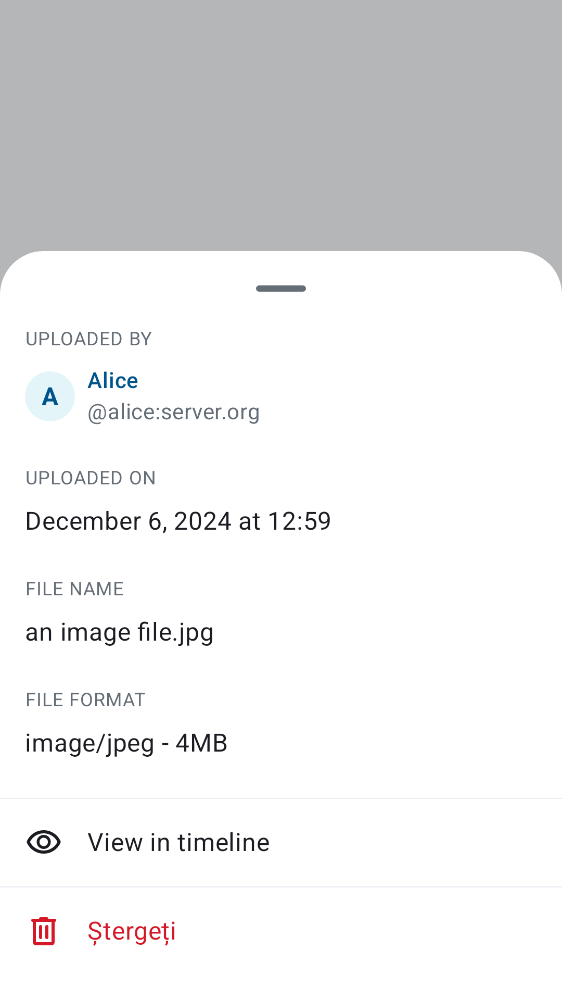 UPLOADED BY
A
Alice
@alice:server.org
UPLOADED ON
December 6, 2024 at 12:59
FILE NAME
an image file.jpg
FILE FORMAT
image/jpeg - 4MB
View in timeline
Ștergeți